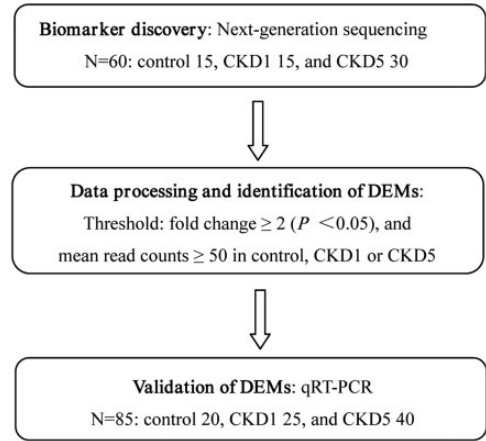 Biomarker discovery: Next-generation sequencing
N=60: control 15, CKD1 15, and CKD5 30
Data processing and identification of DEMs:
Threshold: fold change ≥ 2 (P <0.05), and
mean read counts ≥ 50 in control, CKD1 or CKD5
Validation of DEMs: qRT-PCR
N=85: control 20, CKD1 25, and CKD5 40